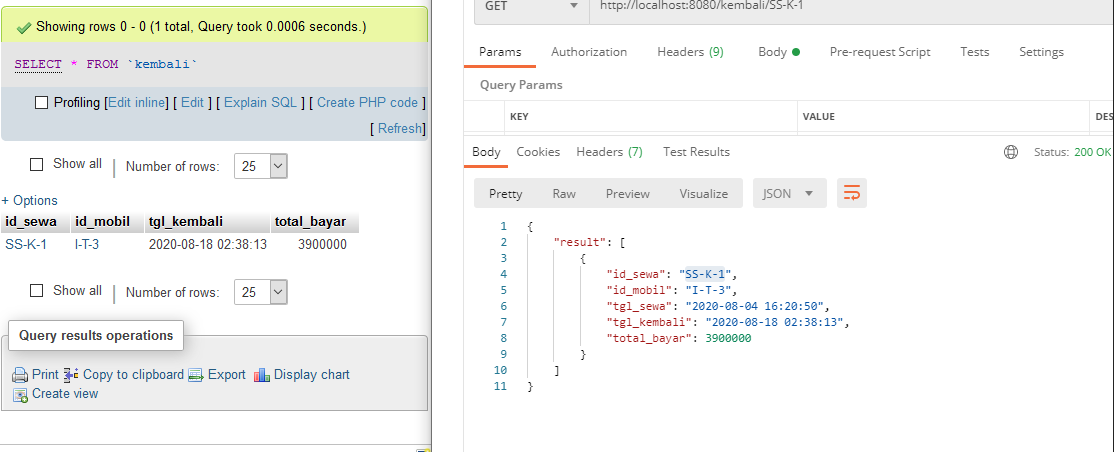 Showing rows 0 - 0 (1 total, Query took 0.0006 seconds.)
SELECT * FROM `kembali`
Profiling [Edit inline] [ Edit ] [ Explain SQL ] [ Create PHP code ]
[ Refresh]
Show all | Number of rows: 25
+ Options
id_sewa id_mobil tgl_kembali total_bayar
SS-K-1 I-T-3 2020-08-18 02:38:13 3900000
Show all | Number of rows: 25
Query results operations
Print Copy to clipboard Export Display chart
Create view
GET http://localhost:8080/kembali/SS-K-1
Params Authorization Headers (9) Body Pre-request Script Tests Settings
Query Params
KEY VALUE DES
Body Cookies Headers (7) Test Results Status: 200 OK
Pretty Raw Preview Visualize JSON
1 {
2 "result": [
3 {
4 "id_sewa": "SS-K-1",
5 "id_mobil": "I-T-3",
6 "tgl_sewa": "2020-08-04 16:20:50",
7 "tgl_kembali": "2020-08-18 02:38:13",
8 "total_bayar": 3900000
9 }
10 ]
11 }